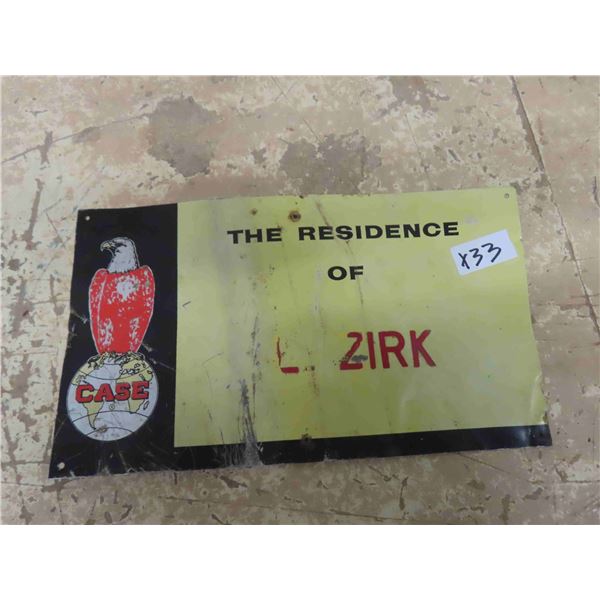 THE RESIDENCE
OF
L. ZIRK
CASE
X33